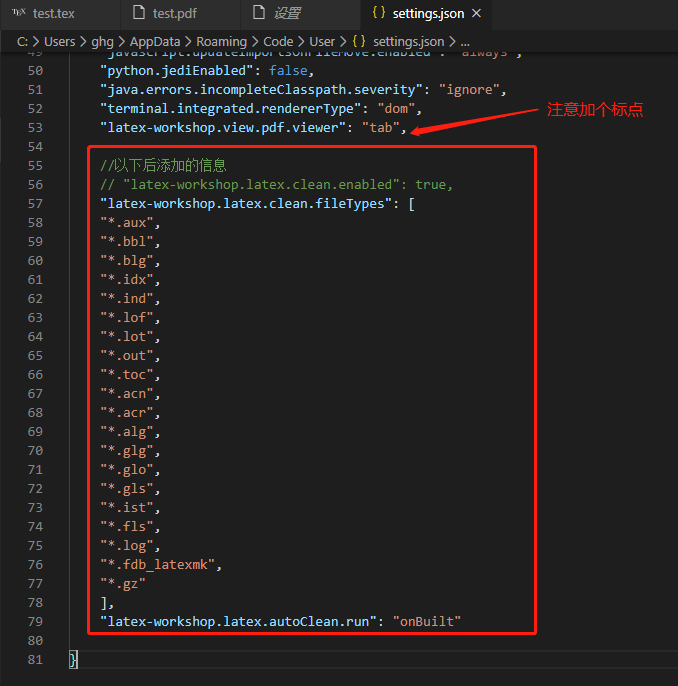 TEX test.tex
test.pdf
设置
{} settings.json ×
C: > Users > ghg > AppData > Roaming > Code > User > {} settings.json > ...
50 "python.jediEnabled": false,
51 "java.errors.incompleteClasspath.severity": "ignore",
52 "terminal.integrated.rendererType": "dom",
53 "latex-workshop.view.pdf.viewer": "tab",
注意加个标点
54
55 //以下后添加的信息
56 // "latex-workshop.latex.clean.enabled": true,
57 "latex-workshop.latex.clean.fileTypes": [
58 "*.aux",
59 "*.bbl",
60 "*.blg",
61 "*.idx",
62 "*.ind",
63 "*.lof",
64 "*.lot",
65 "*.out",
66 "*.toc",
67 "*.acn",
68 "*.acr",
69 "*.alg",
70 "*.glg",
71 "*.glo",
72 "*.gls",
73 "*.ist",
74 "*.fls",
75 "*.log",
76 "*.fdb_latexmk",
77 "*.gz"
78 ],
79 "latex-workshop.latex.autoClean.run": "onBuilt"
80
81 }